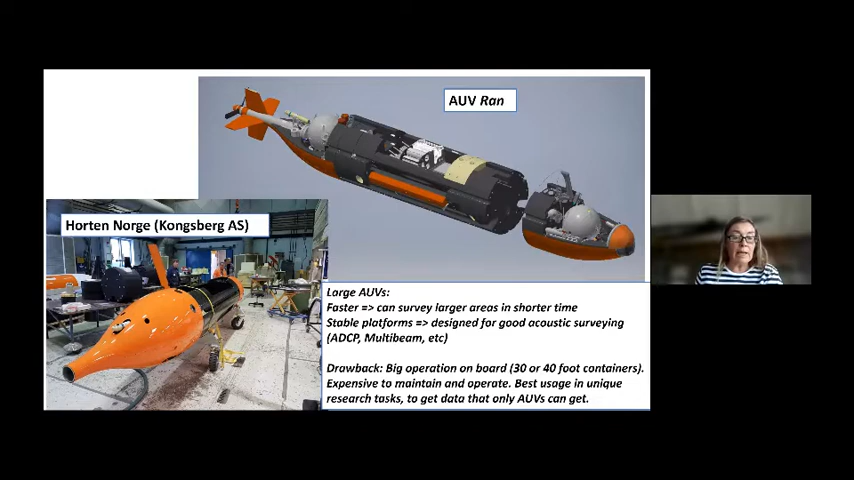 AUV Ran
Horten Norge (Kongsberg AS)
Large AUVs:
Faster => can survey larger areas in shorter time
Stable platforms => designed for good acoustic surveying
(ADCP, Multibeam, etc)
Drawback: Big operation on board (30 or 40 foot containers).
Expensive to maintain and operate. Best usage in unique
research tasks, to get data that only AUVs can get.